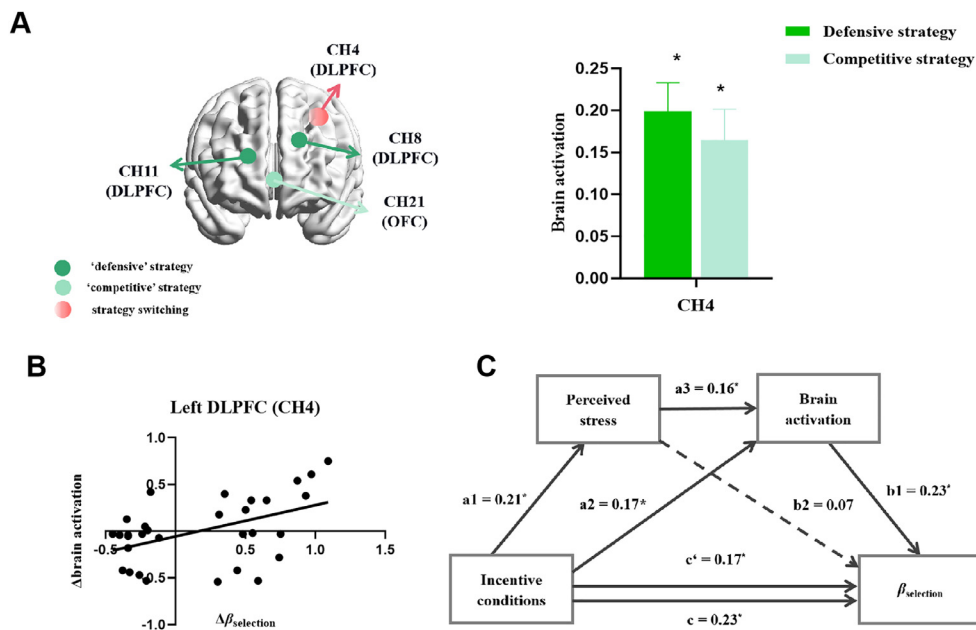 A
CH4
(DLPFC)
CH8
(DLPFC)
CH11
(DLPFC)
CH21
(OFC)
'defensive' strategy
'competitive' strategy
strategy switching
Defensive strategy
Competitive strategy
Brain activation
0.20
0.15
0.10
0.05
0.00
*
*
CH4
B
Left DLPFC (CH4)
Δbrain activation
1.0
0.5
-0.5
0.5
1.0
1.5
-0.5
-1.0
Δβselection
C
Perceived
stress
a3 = 0.16*
Brain
activation
a1 = 0.21*
a2 = 0.17*
b2 = 0.07
b1 = 0.23*
Incentive
conditions
c‘ = 0.17*
c = 0.23*
βselection